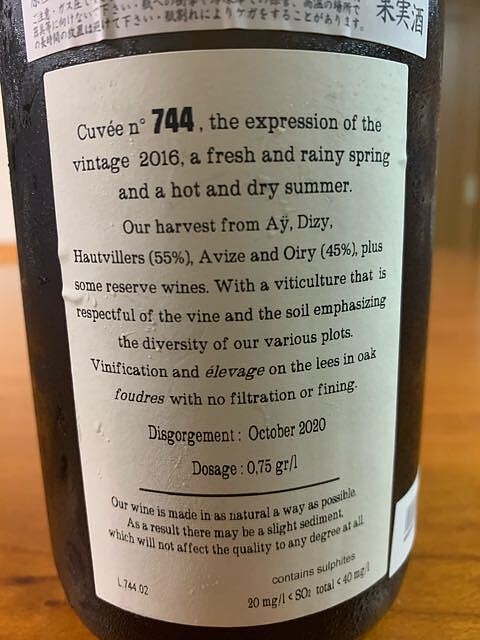 果実酒
Cuvée n° 744, the expression of the
vintage 2016, a fresh and rainy spring
and a hot and dry summer.
Our harvest from Aÿ, Dizy,
Hautvillers (55%), Avize and Oiry (45%), plus
some reserve wines. With a viticulture that is
respectful of the vine and the soil emphasizing
the diversity of our various plots.
Vinification and élevage on the lees in oak
foudres with no filtration or fining.
Disgorgement : October 2020
Dosage : 0,75 gr/l
Our wine is made in as natural a way as possible.
As a result there may be a slight sediment,
which will not affect the quality to any degree at all.
contains sulphites
L.744 02
20 mg/l < SO₂ total < 40 mg/l